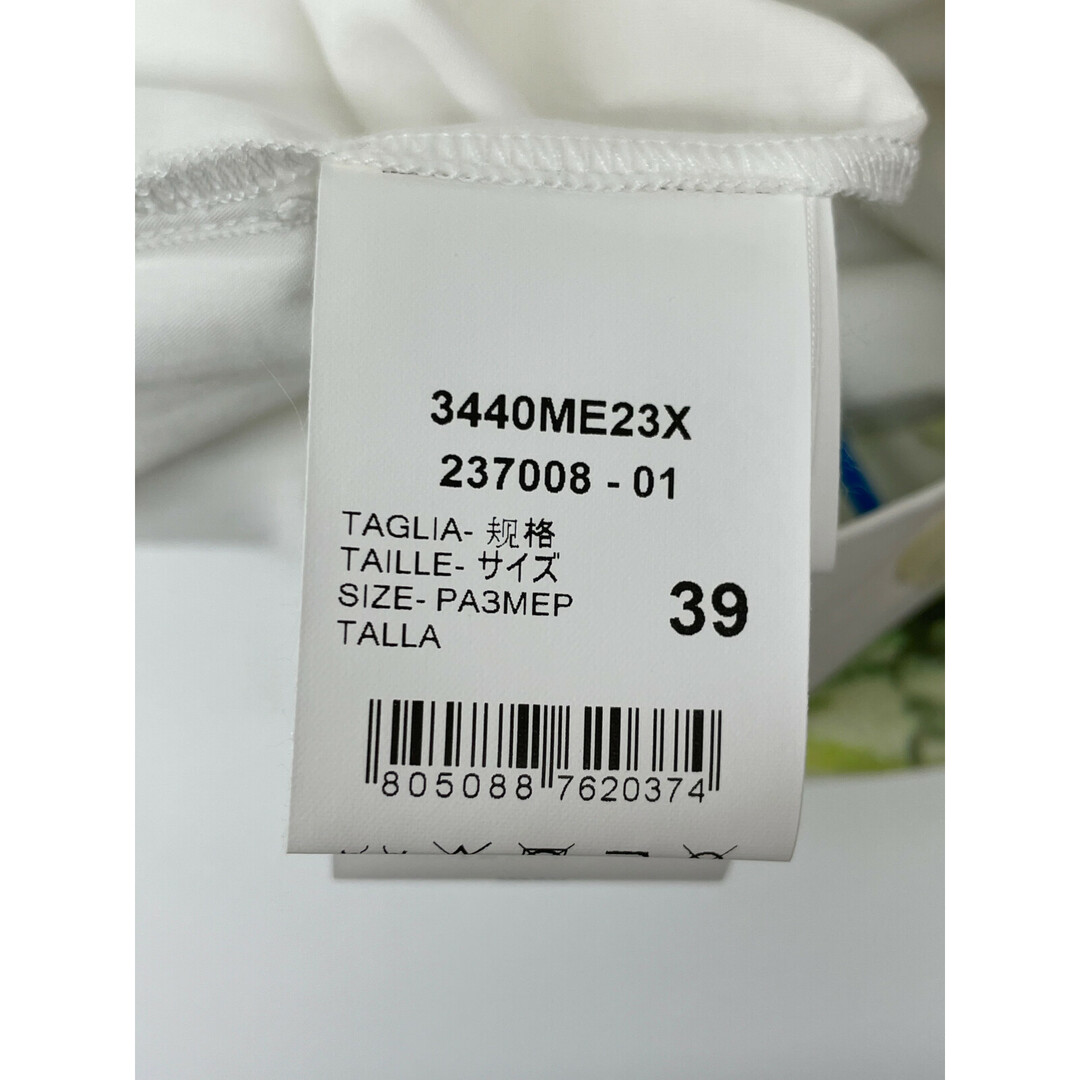 3440ME23X
237008 - 01
TAGLIA- 规格
TAILLE- サイズ
SIZE- РАЗМЕР
TALLA
39
805088 7620374